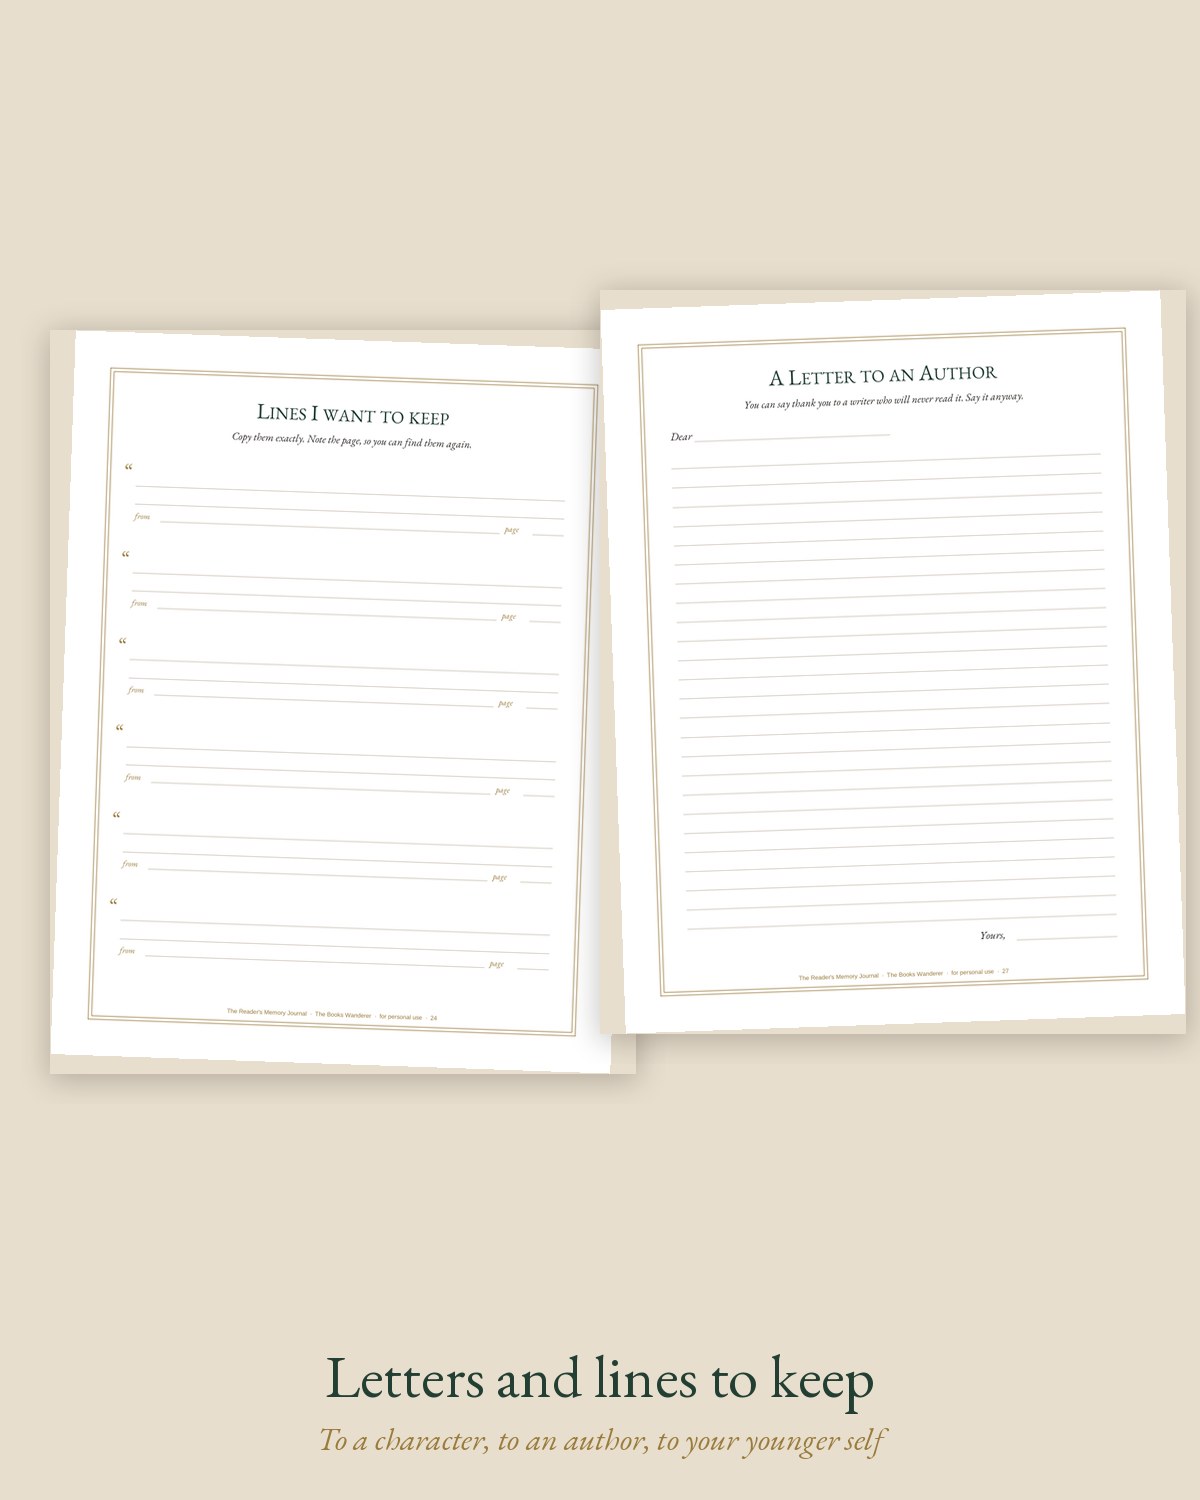 LINES I WANT TO KEEP
Copy them exactly. Note the page, so you can find them again.
“
from page
“
from page
“
from page
“
from page
“
from page
“
from page
The Reader's Memory Journal · The Books Wanderer · for personal use · 24
A LETTER TO AN AUTHOR
You can say thank you to a writer who will never read it. Say it anyway.
Dear
Yours,
The Reader's Memory Journal · The Books Wanderer · for personal use · 27
Letters and lines to keep
To a character, to an author, to your younger self